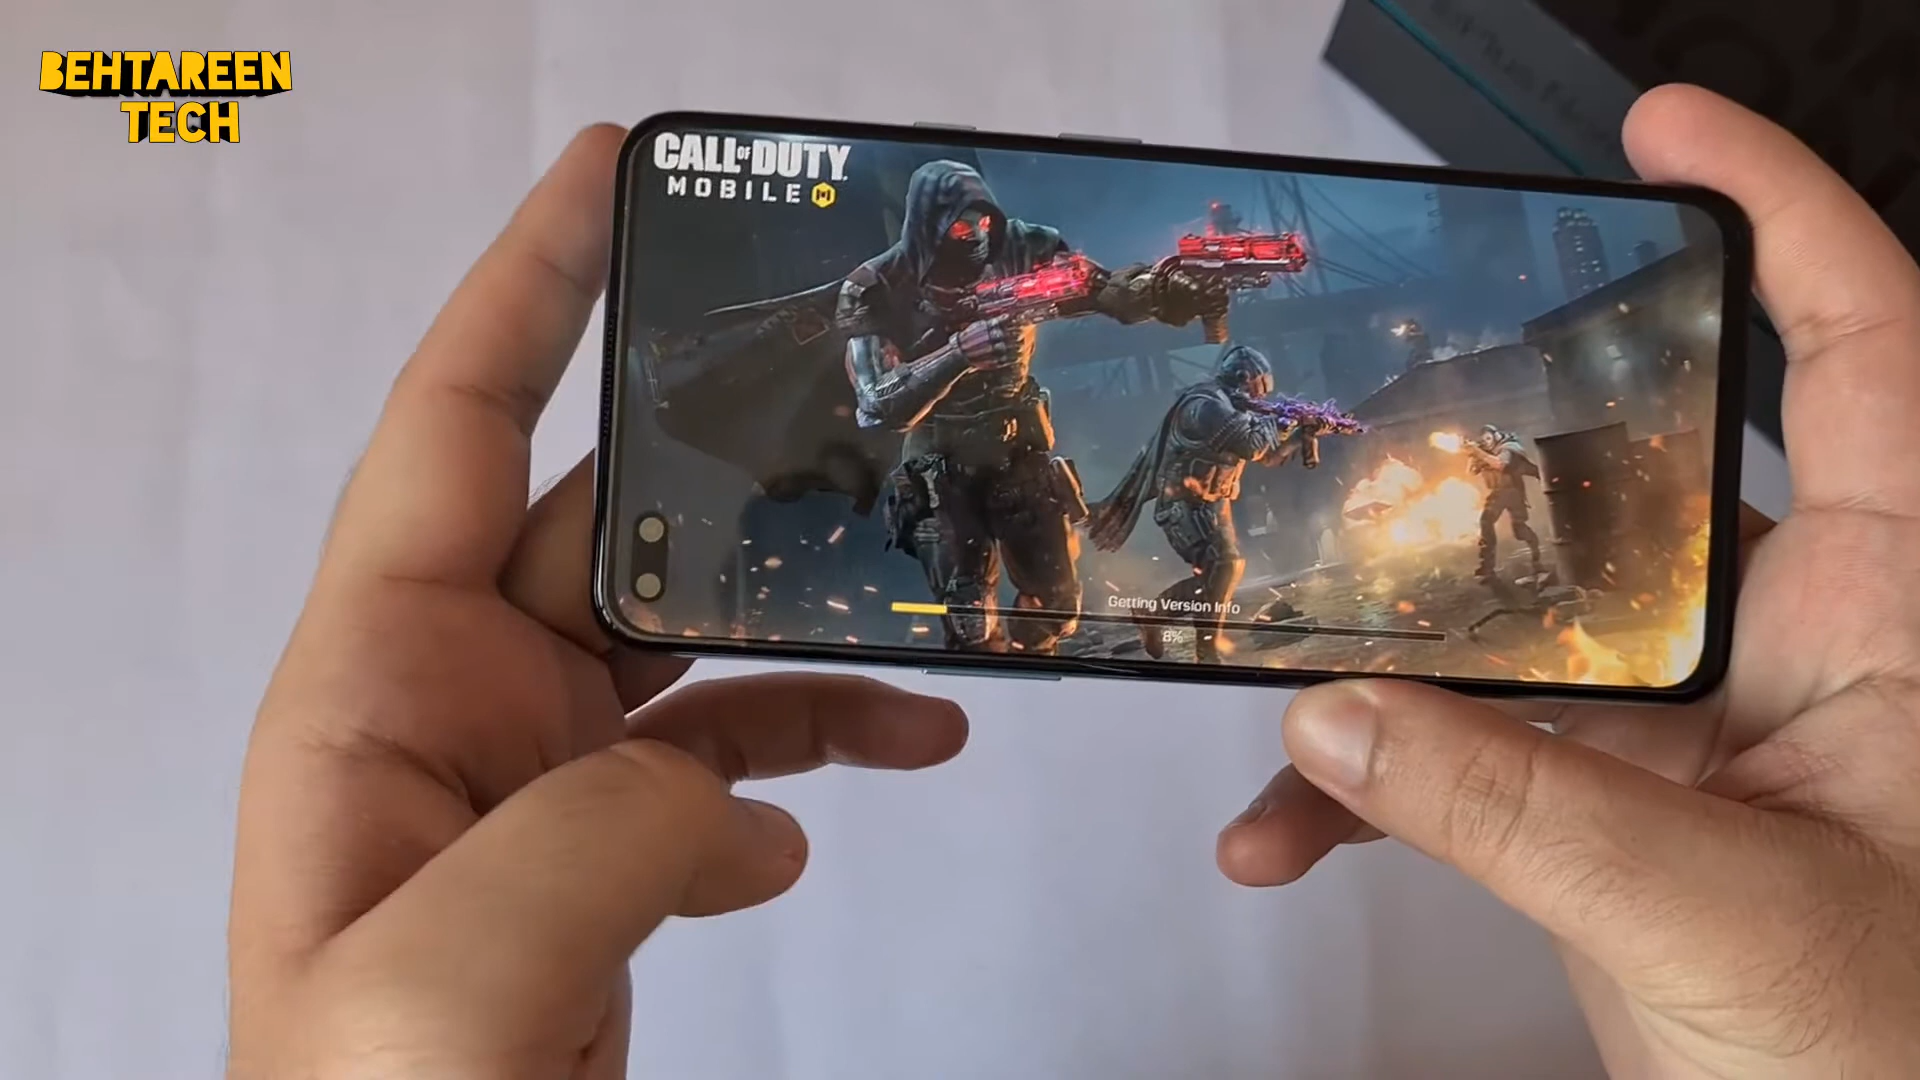 BEHTAREEN
TECH
CALL OF DUTY
MOBILE
Getting Version Info
8%